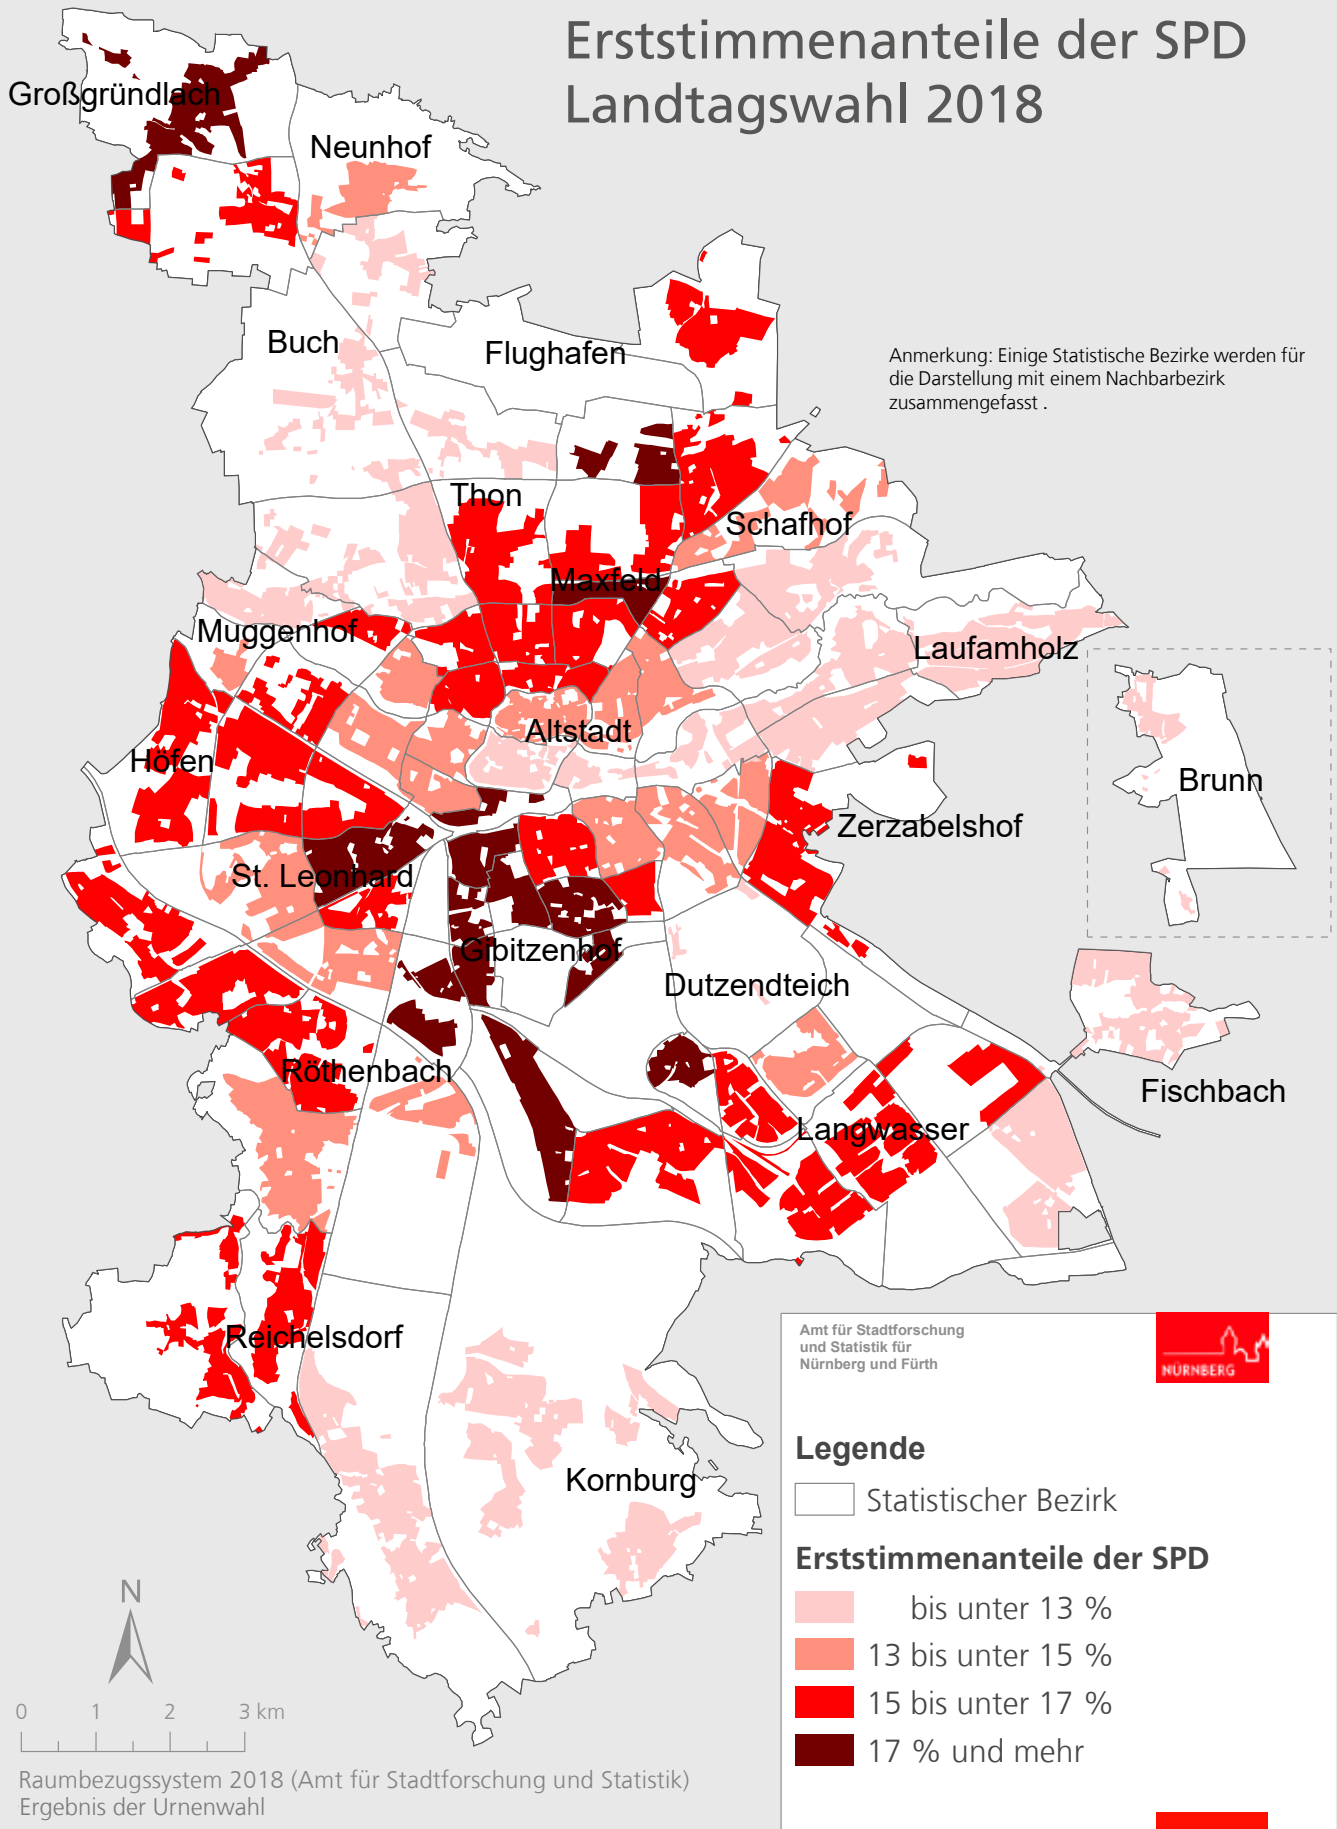 Erststimmenanteile der SPD
Landtagswahl 2018
Großgründlach
Neunhof
Buch
Flughafen
Anmerkung: Einige Statistische Bezirke werden für
die Darstellung mit einem Nachbarbezirk
zusammengefasst .
Thon
Schafhof
Maxfeld
Muggenhof
Laufamholz
Altstadt
Höfen
Brunn
Zerzabelshof
St. Leonhard
Gibitzenhof
Dutzendteich
Röthenbach
Fischbach
Langwasser
Reichelsdorf
Kornburg
Amt für Stadtforschung
und Statistik für
Nürnberg und Fürth
NÜRNBERG
Legende
Statistischer Bezirk
Erststimmenanteile der SPD
bis unter 13 %
13 bis unter 15 %
15 bis unter 17 %
17 % und mehr
N
0 1 2 3 km
Raumbezugssystem 2018 (Amt für Stadtforschung und Statistik)
Ergebnis der Urnenwahl